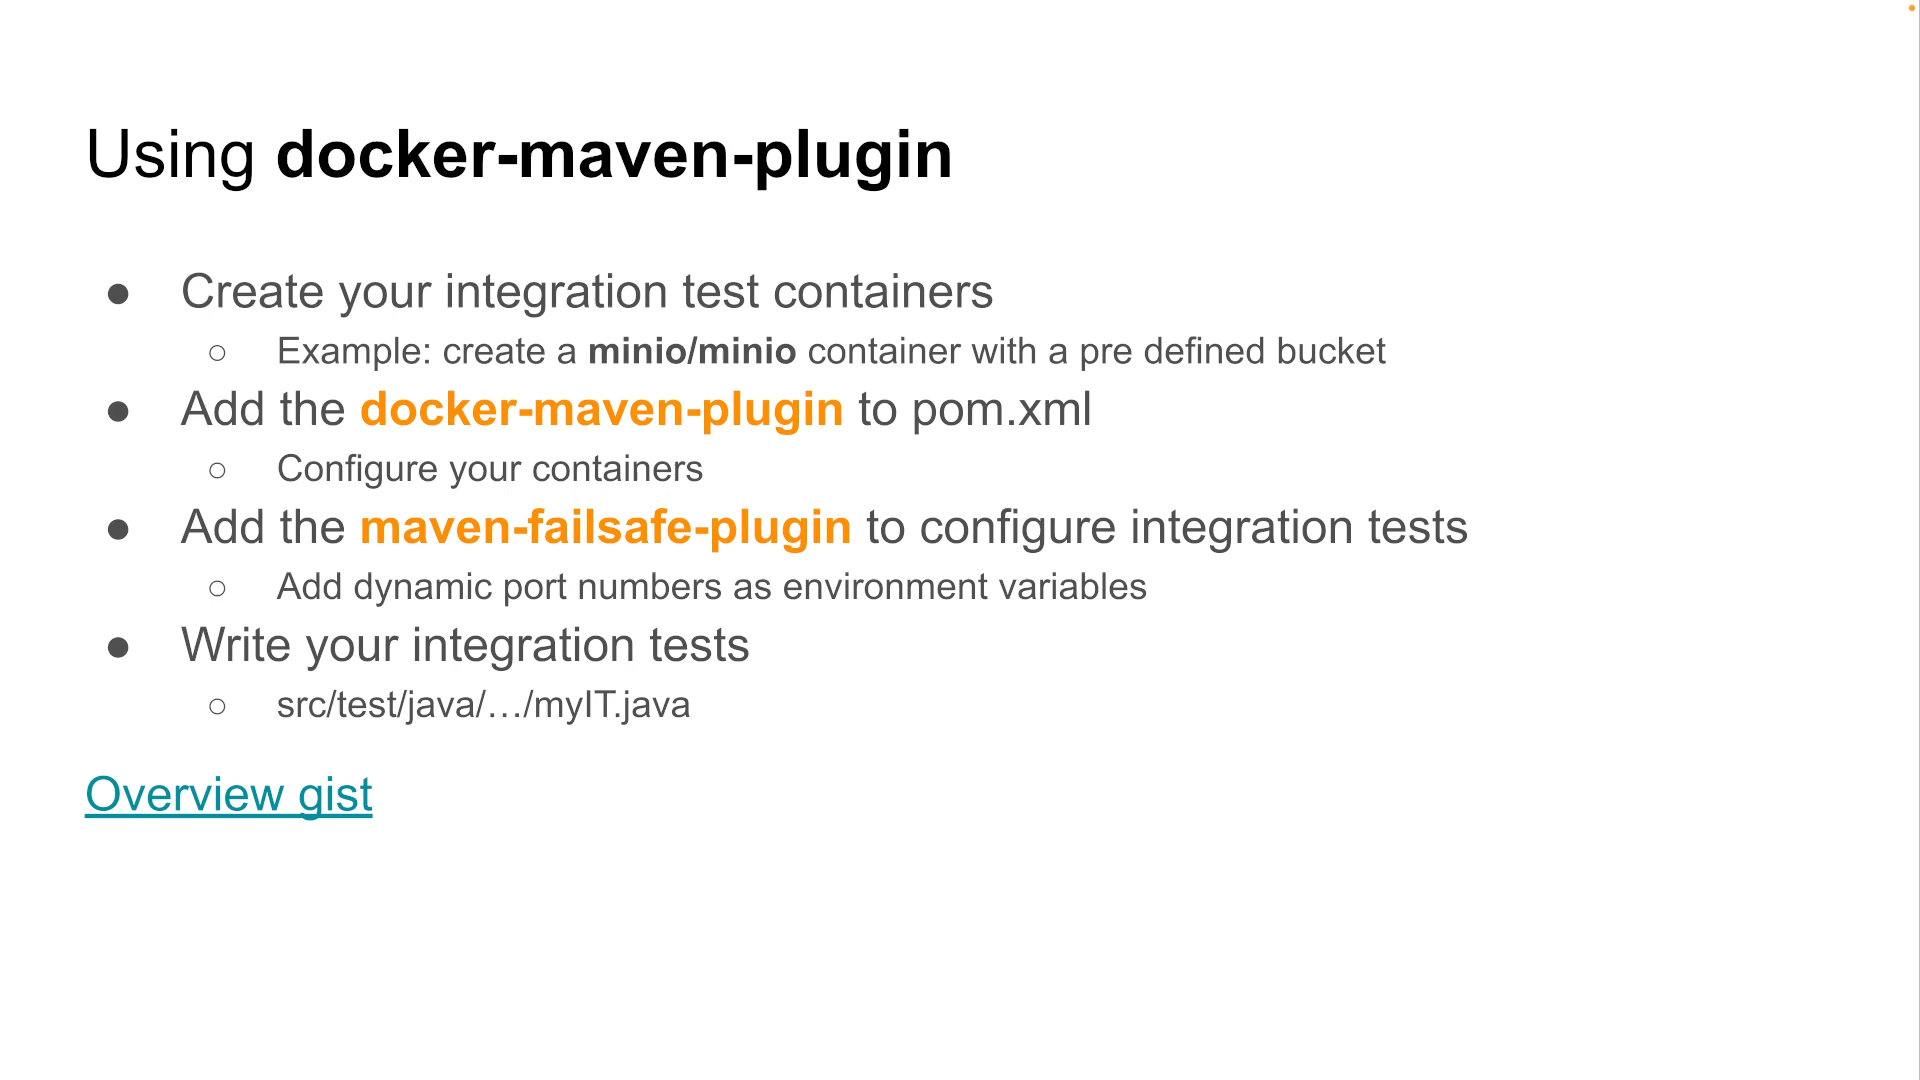 Using docker-maven-plugin
● Create your integration test containers
○ Example: create a minio/minio container with a pre defined bucket
● Add the docker-maven-plugin to pom.xml
○ Configure your containers
● Add the maven-failsafe-plugin to configure integration tests
○ Add dynamic port numbers as environment variables
● Write your integration tests
○ src/test/java/…/myIT.java
Overview gist